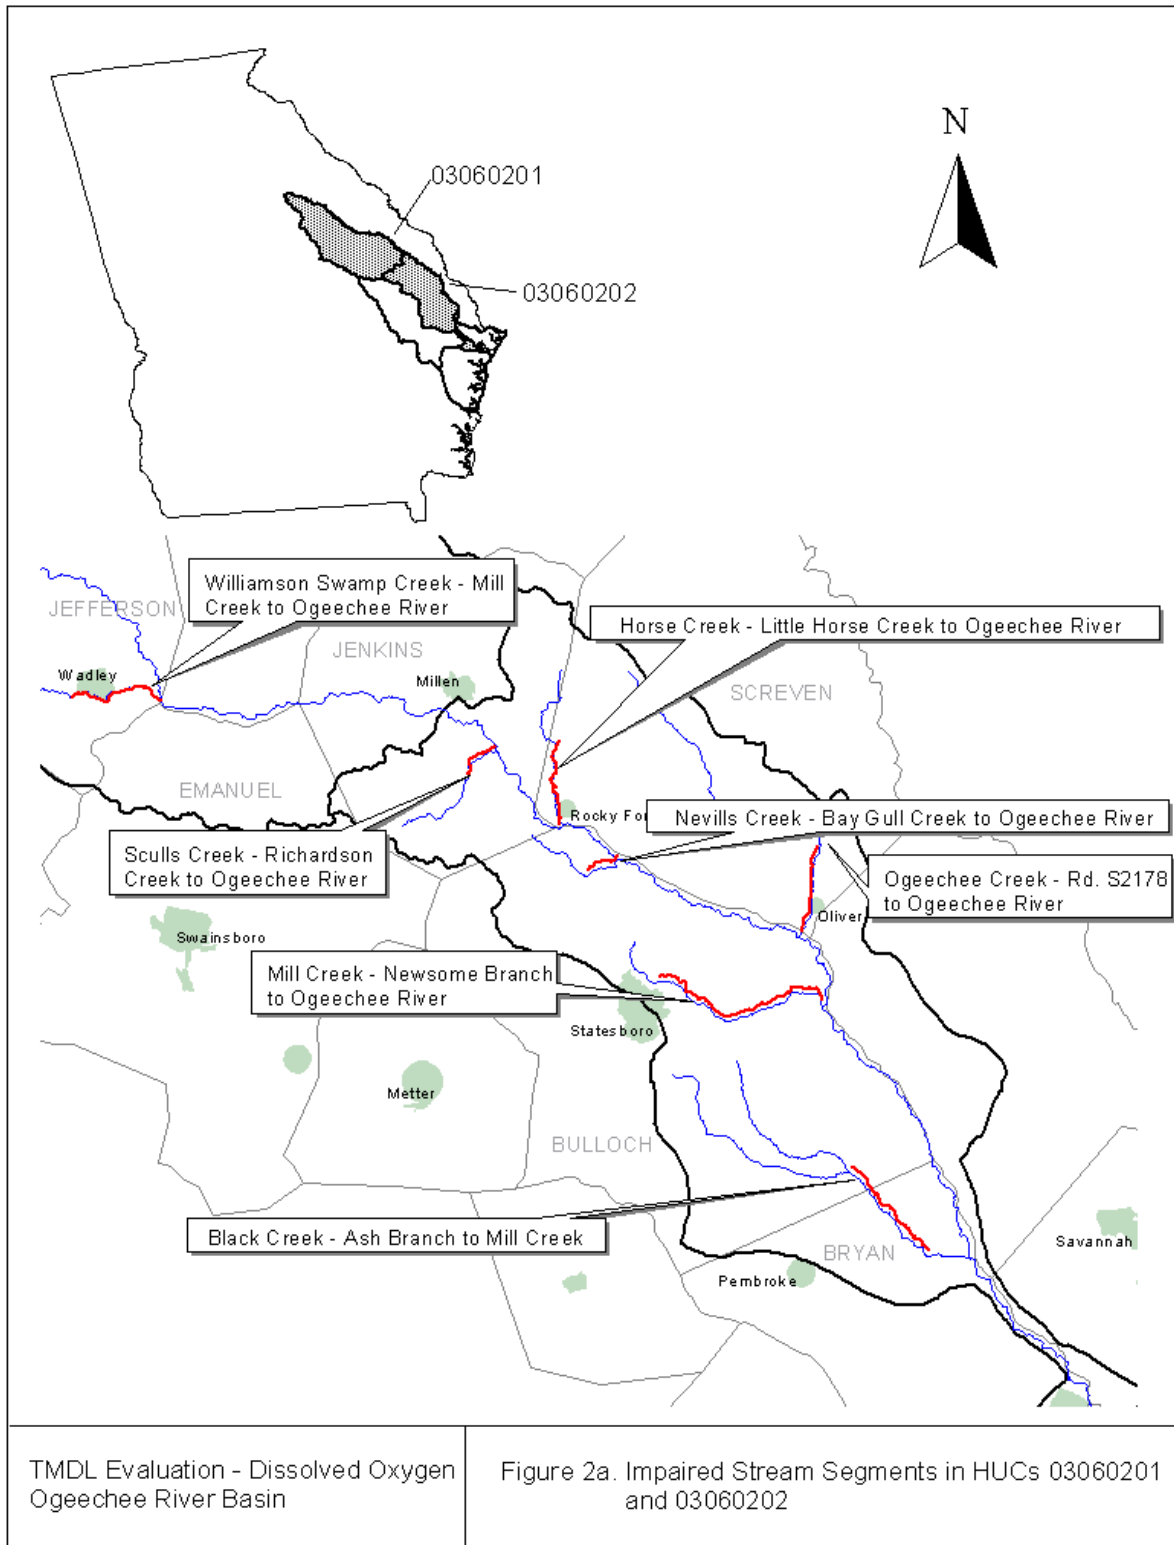 N
03060201
03060202
Williamson Swamp Creek - Mill
Creek to Ogeechee River
JEFFERSON
JENKINS
Horse Creek - Little Horse Creek to Ogeechee River
Wadley
Millen
SCREVEN
EMANUEL
Rocky For
Nevills Creek - Bay Gull Creek to Ogeechee River
Sculls Creek - Richardson
Creek to Ogeechee River
Ogeechee Creek - Rd. S2178
to Ogeechee River
Oliver
Swainsboro
Mill Creek - Newsome Branch
to Ogeechee River
Statesboro
Metter
BULLOCH
Black Creek - Ash Branch to Mill Creek
BRYAN
Savannah
Pembroke
TMDL Evaluation - Dissolved Oxygen
Ogeechee River Basin
Figure 2a. Impaired Stream Segments in HUCs 03060201
and 03060202